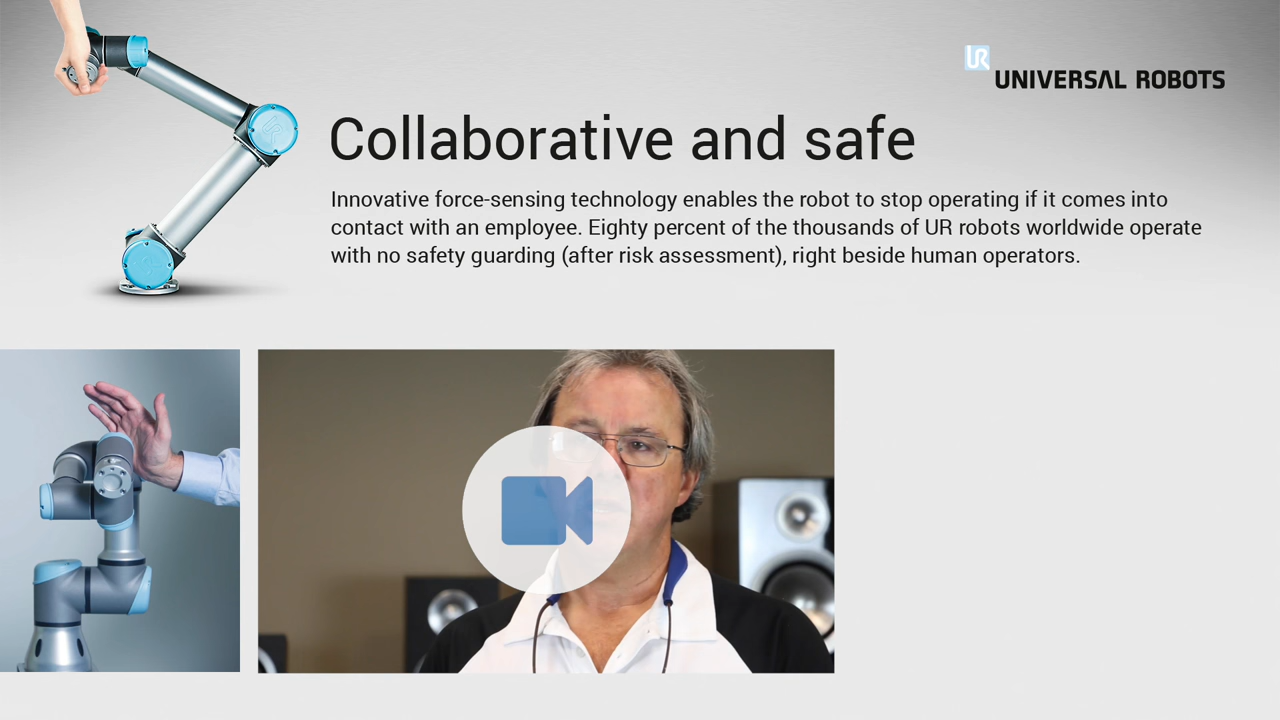 UR
UNIVERSAL ROBOTS
Collaborative and safe
Innovative force-sensing technology enables the robot to stop operating if it comes into
contact with an employee. Eighty percent of the thousands of UR robots worldwide operate
with no safety guarding (after risk assessment), right beside human operators.